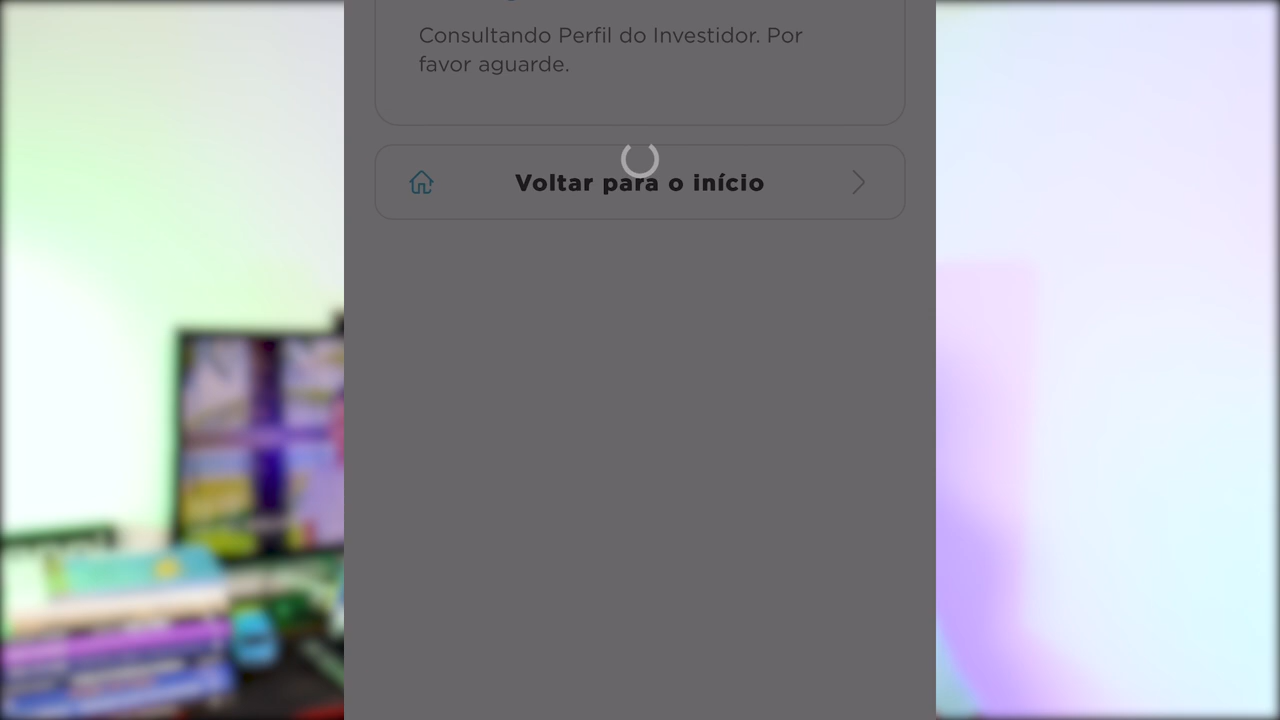 Consultando Perfil do Investidor. Por
favor aguarde.
Voltar para o início